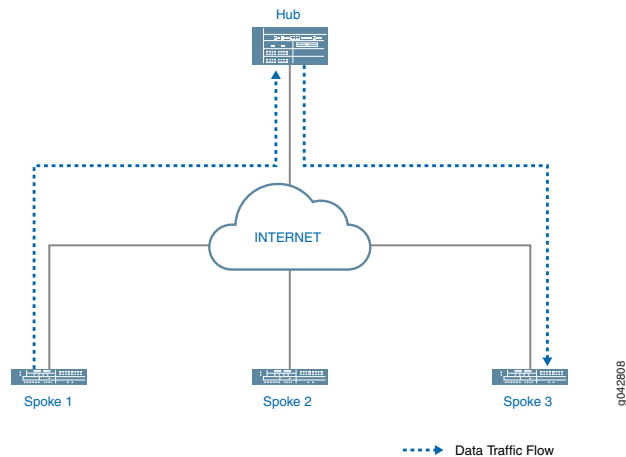 Hub
INTERNET
Spoke 1
Spoke 2
Spoke 3
g042808
Data Traffic Flow